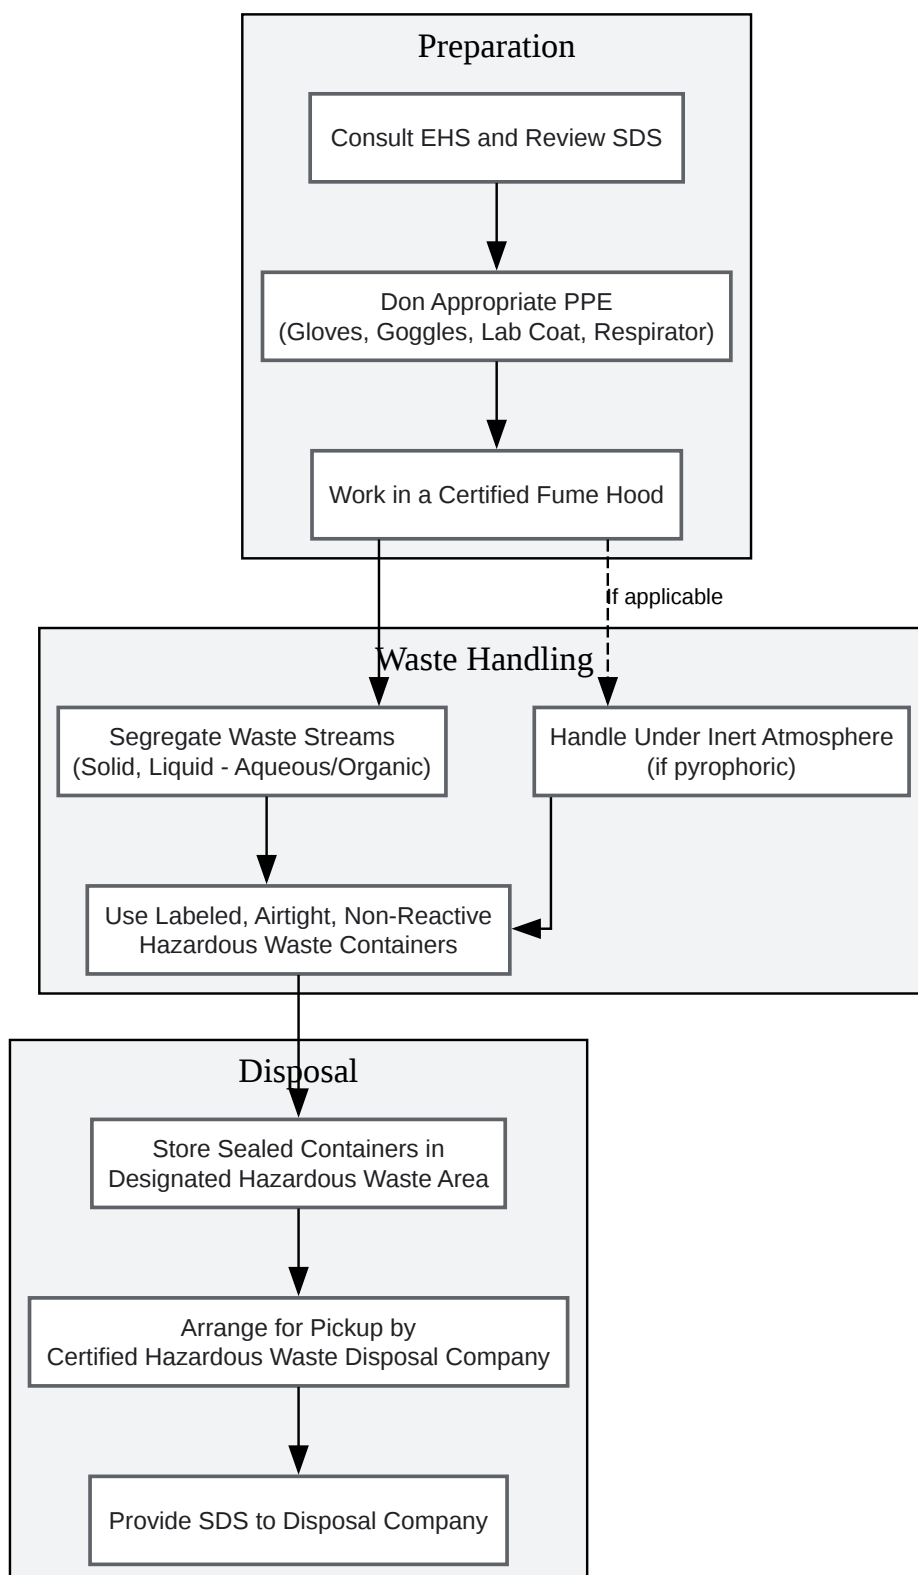 Preparation
Consult EHS and Review SDS
Don Appropriate PPE
(Gloves, Goggles, Lab Coat, Respirator)
Work in a Certified Fume Hood
If applicable
Waste Handling
Segregate Waste Streams
(Solid, Liquid - Aqueous/Organic)
Handle Under Inert Atmosphere
(if pyrophoric)
Use Labeled, Airtight, Non-Reactive
Hazardous Waste Containers
Disposal
Store Sealed Containers in
Designated Hazardous Waste Area
Arrange for Pickup by
Certified Hazardous Waste Disposal Company
Provide SDS to Disposal Company